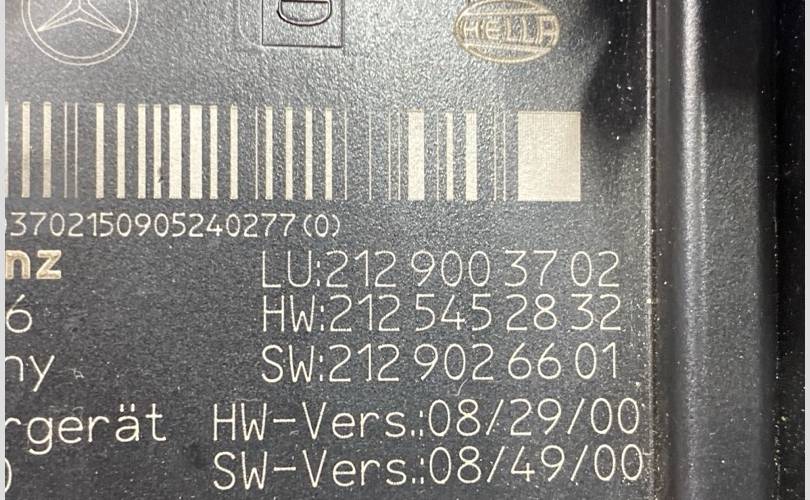 D HELLA
03702150905240277(0)
nz LU:212 900 37 02
6 HW:212 545 28 32
ny SW:212 902 66 01
rgerät HW-Vers.:08/29/00
) SW-Vers.:08/49/00